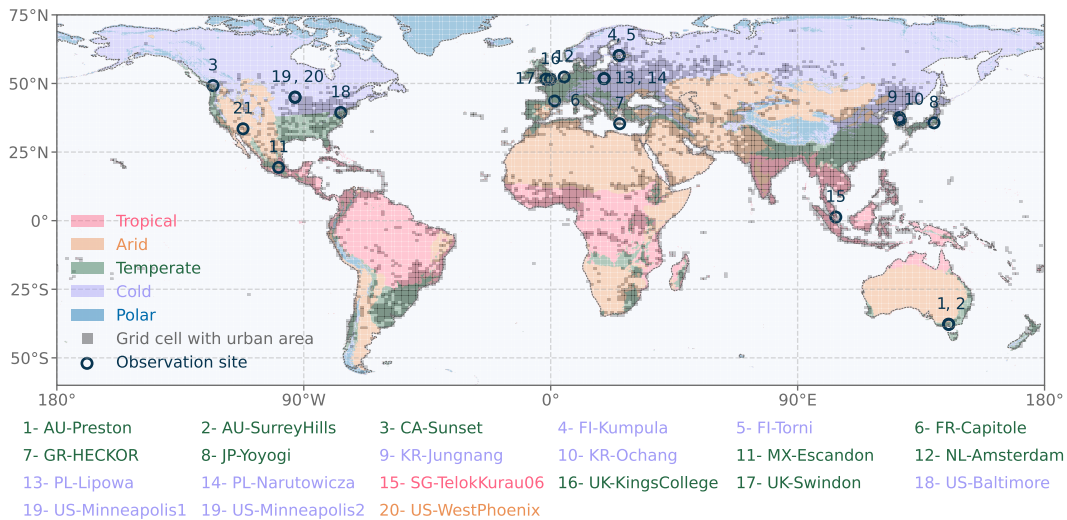 75°N
50°N
25°N
0°
25°S
50°S
180°
90°W
0°
90°E
180°
3
19, 20
18
21
11
4, 5
16
12
17
13, 14
6
7
9
10
8
15
1, 2
Tropical
Arid
Temperate
Cold
Polar
Grid cell with urban area
Observation site
1- AU-Preston 2- AU-SurreyHills 3- CA-Sunset 4- FI-Kumpula 5- FI-Torni 6- FR-Capitole
7- GR-HECKOR 8- JP-Yoyogi 9- KR-Jungnang 10- KR-Ochang 11- MX-Escandon 12- NL-Amsterdam
13- PL-Lipowa 14- PL-Narutowicza 15- SG-TelokKurau06 16- UK-KingsCollege 17- UK-Swindon 18- US-Baltimore
19- US-Minneapolis1 19- US-Minneapolis2 20- US-WestPhoenix